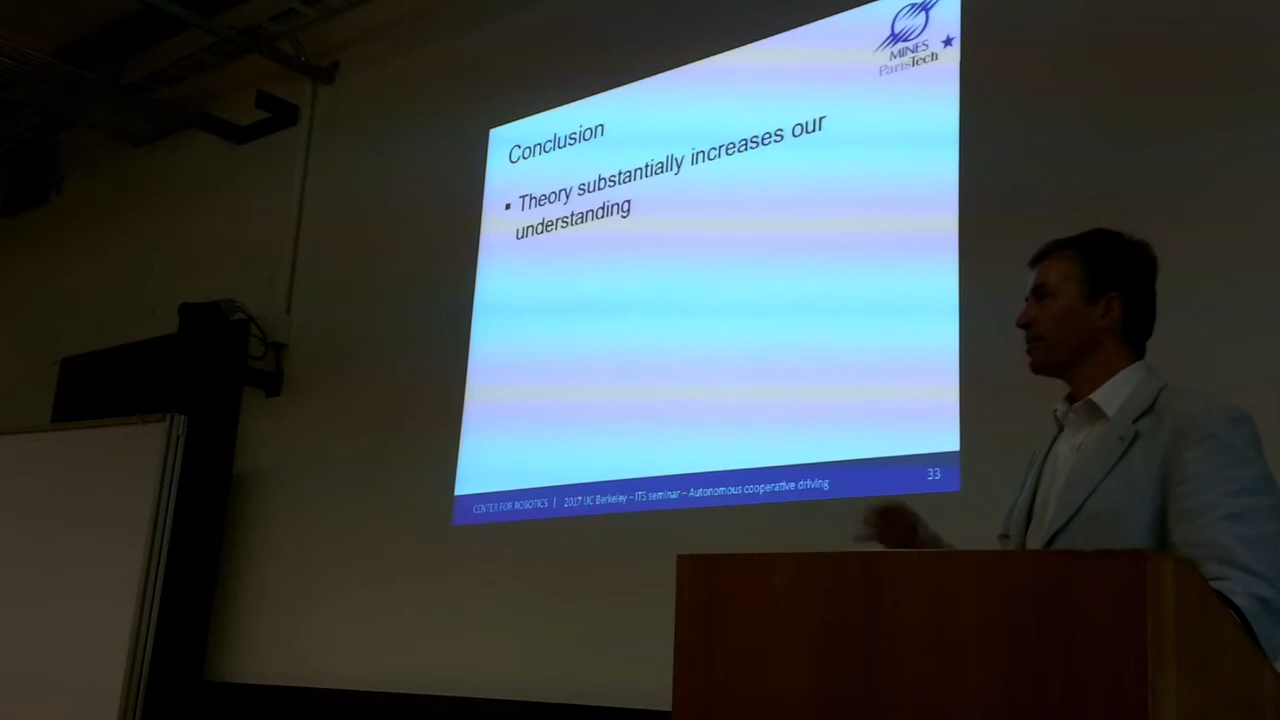 MINES
ParisTech
Conclusion
▪ Theory substantially increases our
understanding
CENTER FOR ROBOTICS | 2017 UC Berkeley – ITS seminar – Autonomous cooperative driving
33